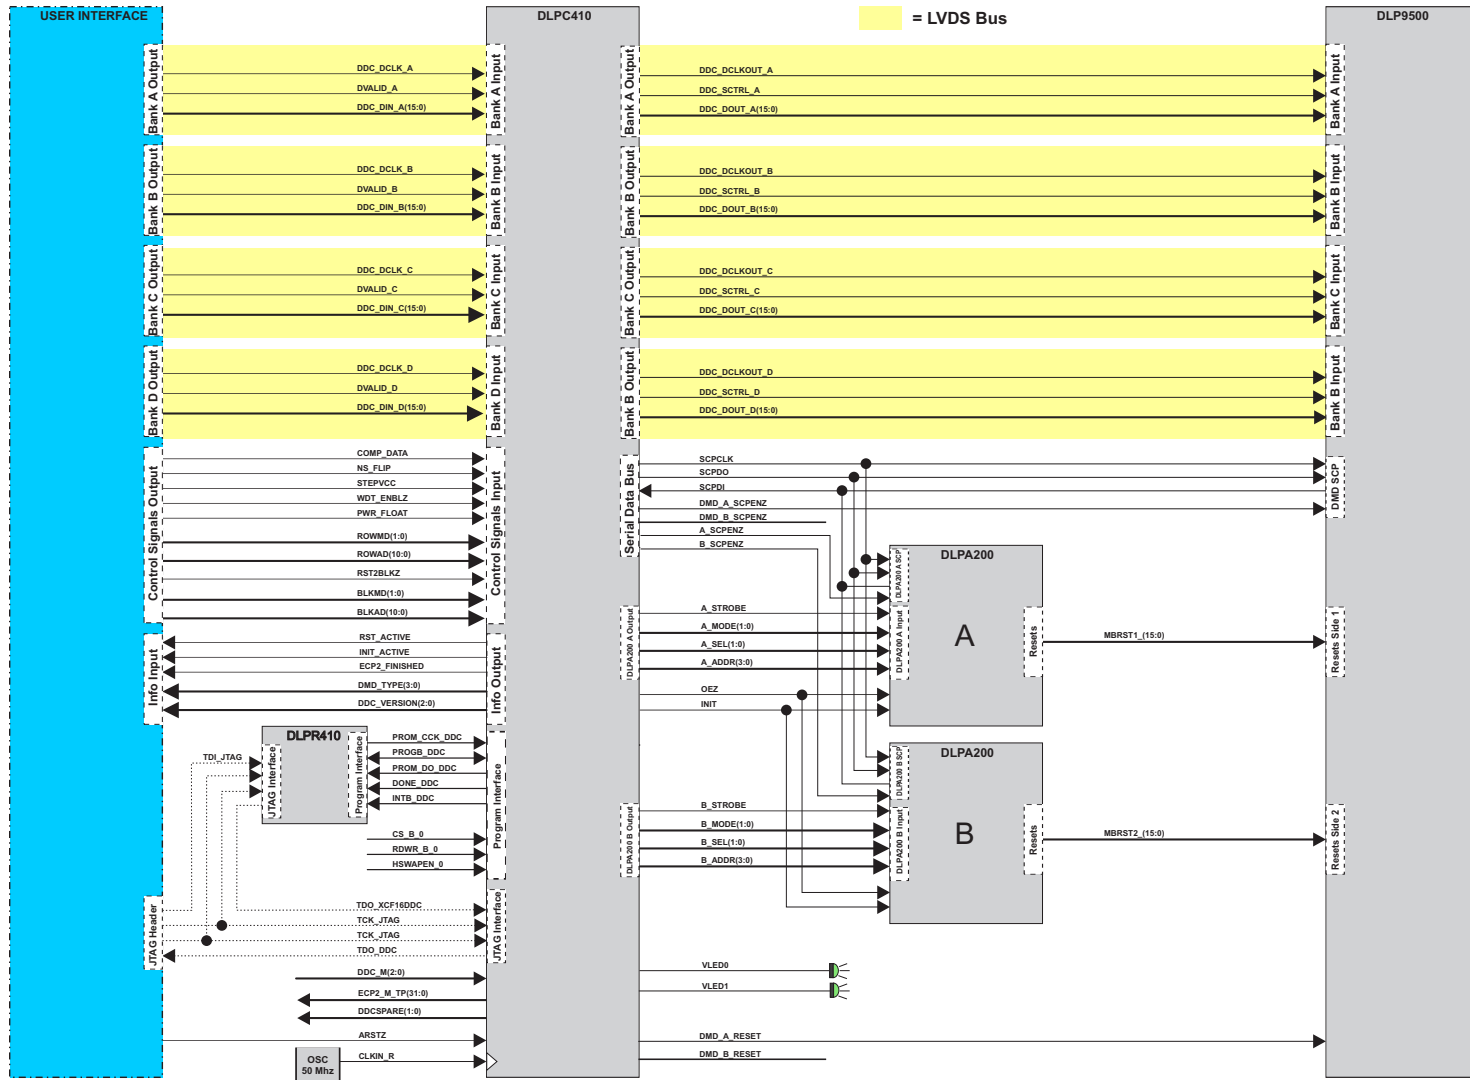 USER INTERFACE
DLPC410
= LVDS Bus
DLP9500
Bank A Output
DDC_DCLK_A
DVALID_A
DDC_DIN_A(15:0)
Bank A Input
Bank A Output
DDC_DCLKOUT_A
DDC_SCTRL_A
DDC_DOUT_A(15:0)
Bank A Input
Bank B Output
DDC_DCLK_B
DVALID_B
DDC_DIN_B(15:0)
Bank B Input
Bank B Output
DDC_DCLKOUT_B
DDC_SCTRL_B
DDC_DOUT_B(15:0)
Bank B Input
Bank C Output
DDC_DCLK_C
DVALID_C
DDC_DIN_C(15:0)
Bank C Input
Bank C Output
DDC_DCLKOUT_C
DDC_SCTRL_C
DDC_DOUT_C(15:0)
Bank C Input
Bank D Output
DDC_DCLK_D
DVALID_D
DDC_DIN_D(15:0)
Bank D Input
Bank B Output
DDC_DCLKOUT_D
DDC_SCTRL_D
DDC_DOUT_D(15:0)
Bank B Input
Control Signals Output
COMP_DATA
NS_FLIP
STEPVCC
WDT_ENBLZ
PWR_FLOAT
ROWMD(1:0)
ROWAD(10:0)
RST2BLKZ
BLKMD(1:0)
BLKAD(10:0)
Control Signals Input
Serial Data Bus
SCPCLK
SCPDO
SCPDI
DMD_A_SCPENZ
DMD_B_SCPENZ
A_SCPENZ
B_SCPENZ
DMD SCP
DLPA200
DLPA200 A SCP
DLPA200 A Output
A_STROBE
A_MODE(1:0)
A_SEL(1:0)
A_ADDR(3:0)
DLPA200 A Input
A
Resets
MBRST1_(15:0)
Resets Side 1
OEZ
INIT
Info Input
RST_ACTIVE
INIT_ACTIVE
ECP2_FINISHED
DMD_TYPE(3:0)
DDC_VERSION(2:0)
Info Output
DLPR410
TDI_JTAG
JTAG Interface
Program Interface
PROM_CCK_DDC
PROGB_DDC
PROM_DO_DDC
DONE_DDC
INTB_DDC
CS_B_0
RDWR_B_0
HSWAPEN_0
Program Interface
DLPA200
DLPA200 B SCP
DLPA200 B Output
B_STROBE
B_MODE(1:0)
B_SEL(1:0)
B_ADDR(3:0)
DLPA200 B Input
B
Resets
MBRST2_(15:0)
Resets Side 2
JTAG Header
TDO_XCF16DDC
TCK_JTAG
TCK_JTAG
TDO_DDC
JTAG Interface
DDC_M(2:0)
ECP2_M_TP(31:0)
DDCSPARE(1:0)
VLED0
VLED1
ARSTZ
OSC
50 Mhz
CLKIN_R
DMD_A_RESET
DMD_B_RESET